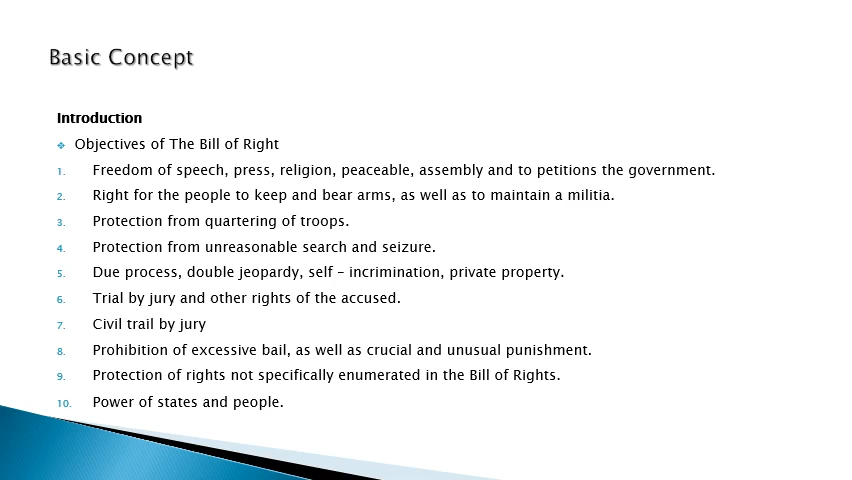 Basic Concept
Introduction
❖ Objectives of The Bill of Right
1. Freedom of speech, press, religion, peaceable, assembly and to petitions the government.
2. Right for the people to keep and bear arms, as well as to maintain a militia.
3. Protection from quartering of troops.
4. Protection from unreasonable search and seizure.
5. Due process, double jeopardy, self – incrimination, private property.
6. Trial by jury and other rights of the accused.
7. Civil trail by jury
8. Prohibition of excessive bail, as well as crucial and unusual punishment.
9. Protection of rights not specifically enumerated in the Bill of Rights.
10. Power of states and people.